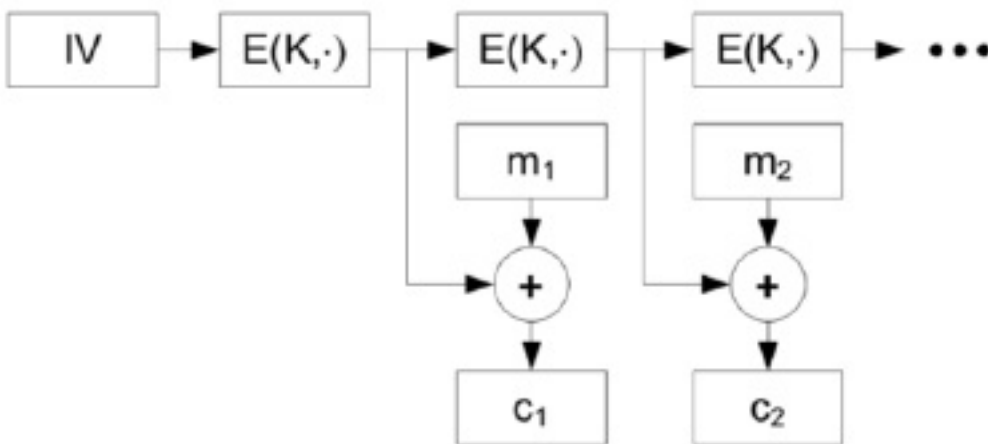 IV E(K,·) E(K,·) E(K,·) •••
m₁ m₂
+ +
c₁ c₂